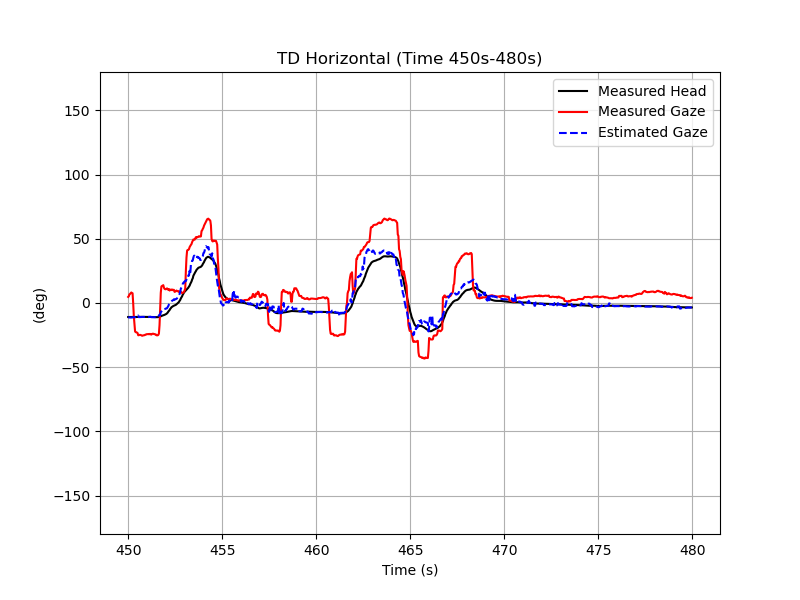 TD Horizontal (Time 450s-480s)
Measured Head
Measured Gaze
Estimated Gaze
150
100
50
0
−50
−100
−150
(deg)
450 455 460 465 470 475 480
Time (s)